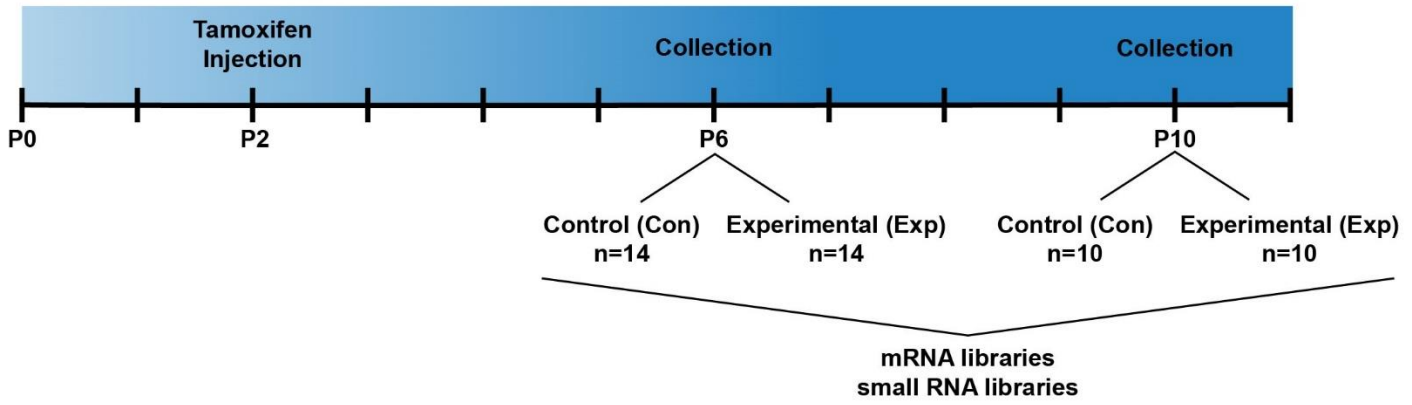 Tamoxifen
Injection
Collection
Collection
P0
P2
P6
P10
Control (Con)
n=14
Experimental (Exp)
n=14
Control (Con)
n=10
Experimental (Exp)
n=10
mRNA libraries
small RNA libraries